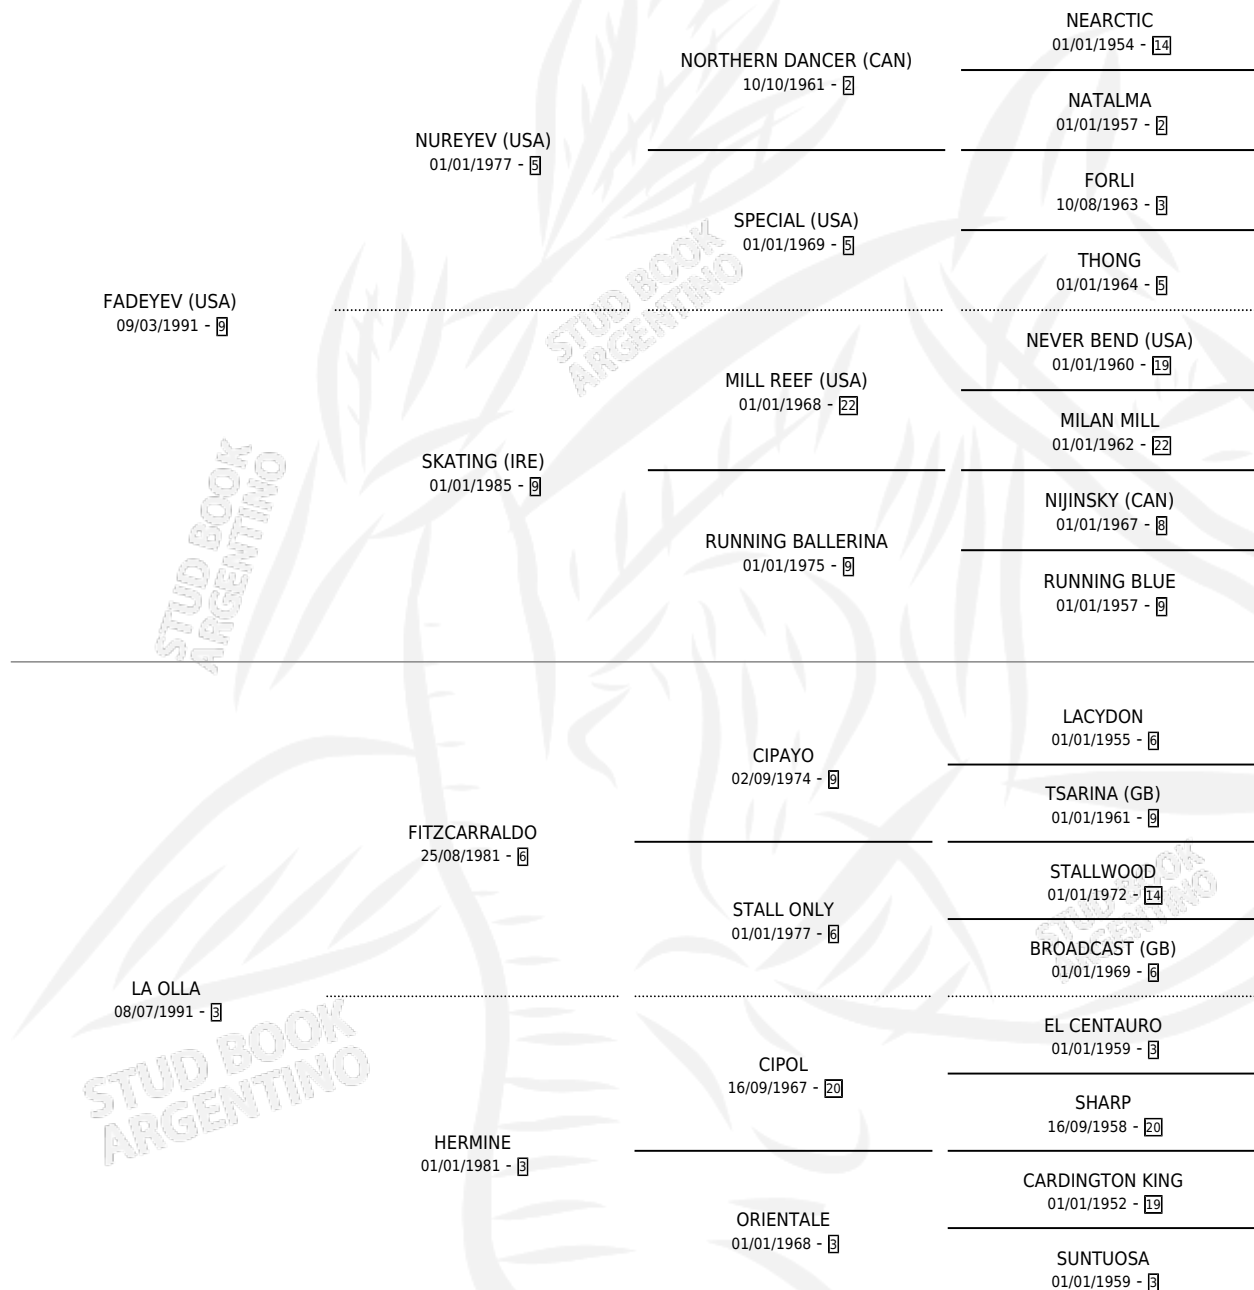 NEARCTIC
01/01/1954 - 14
NORTHERN DANCER (CAN)
10/10/1961 - 2
NATALMA
01/01/1957 - 2
NUREYEV (USA)
01/01/1977 - 5
FORLI
10/08/1963 - 3
SPECIAL (USA)
01/01/1969 - 5
THONG
01/01/1964 - 5
FADEYEV (USA)
09/03/1991 - 9
NEVER BEND (USA)
01/01/1960 - 19
MILL REEF (USA)
01/01/1968 - 22
MILAN MILL
01/01/1962 - 22
SKATING (IRE)
01/01/1985 - 9
NIJINSKY (CAN)
01/01/1967 - 8
RUNNING BALLERINA
01/01/1975 - 9
RUNNING BLUE
01/01/1957 - 9
LACYDON
01/01/1955 - 6
CIPAYO
02/09/1974 - 9
TSARINA (GB)
01/01/1961 - 9
FITZCARRALDO
25/08/1981 - 6
STALLWOOD
01/01/1972 - 14
STALL ONLY
01/01/1977 - 6
BROADCAST (GB)
01/01/1969 - 6
LA OLLA
08/07/1991 - 3
EL CENTAURO
01/01/1959 - 3
CIPOL
16/09/1967 - 20
SHARP
16/09/1958 - 20
HERMINE
01/01/1981 - 3
CARDINGTON KING
01/01/1952 - 19
ORIENTALE
01/01/1968 - 3
SUNTUOSA
01/01/1959 - 3
STUD BOOK
ARGENTINO
STUD BOOK
ARGENTINO
STUD BOOK
ARGENTINO
STUD BOOK
ARGENTINO